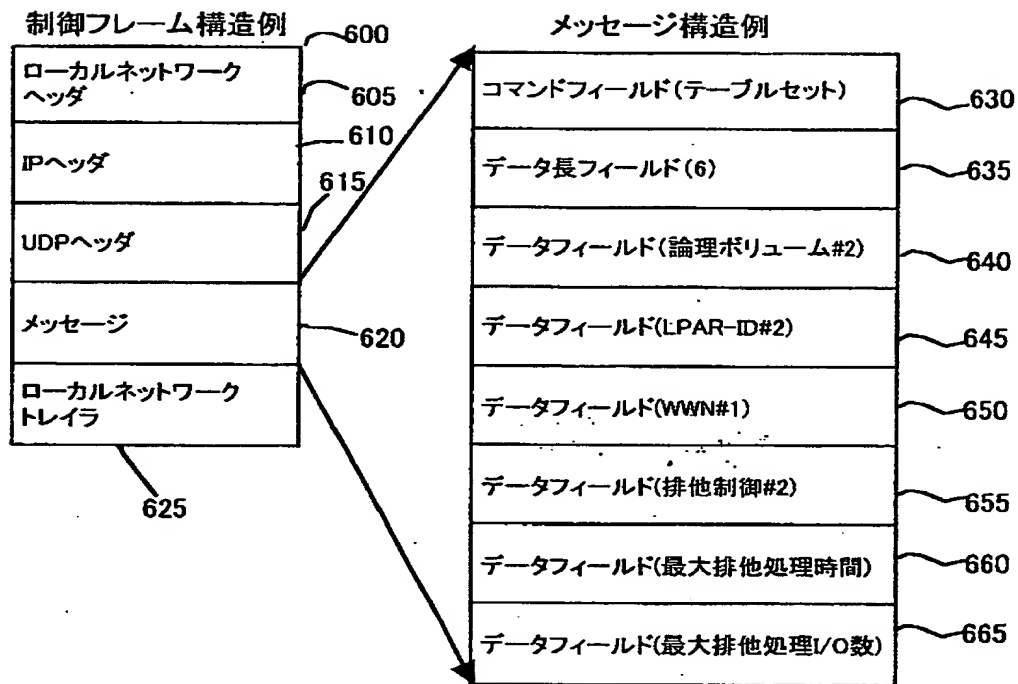 制御フレーム構造例
600
ローカルネットワーク
ヘッダ
605
IPヘッダ
610
UDPヘッダ
615
メッセージ
620
ローカルネットワーク
トレイラ
625
メッセージ構造例
コマンドフィールド(テーブルセット)
630
データ長フィールド(6)
635
データフィールド(論理ボリューム#2)
640
データフィールド(LPAR-ID#2)
645
データフィールド(WWN#1)
650
データフィールド(排他制御#2)
655
データフィールド(最大排他処理時間)
660
データフィールド(最大排他処理I/O数)
665